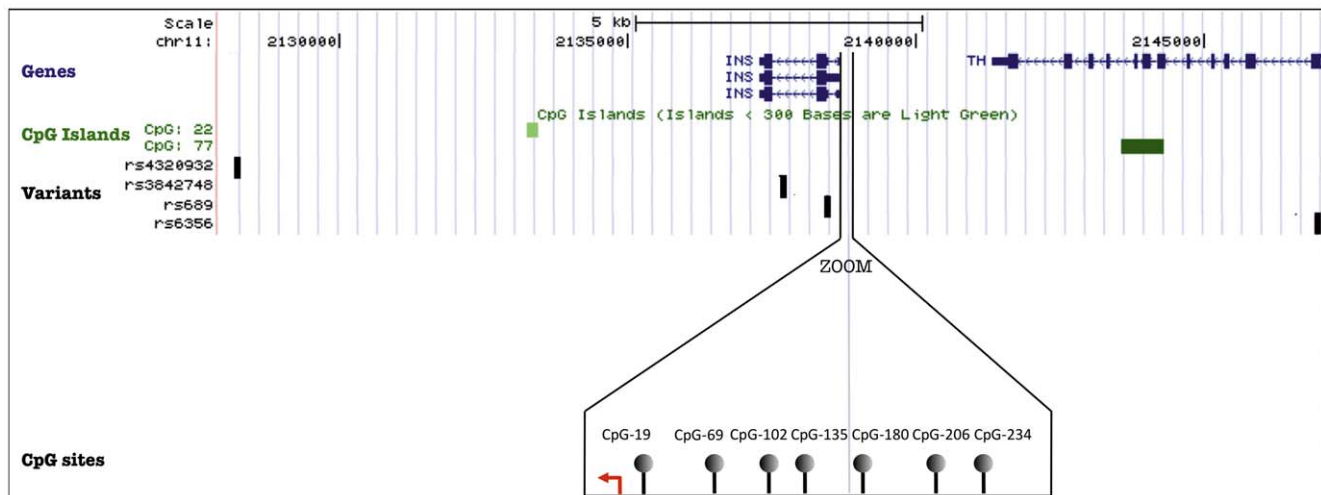 Scale 5 kb
chr11: 2130000 2135000 2140000 2145000
Genes INS TH
INS
INS
CpG Islands (Islands < 300 Bases are Light Green)
CpG Islands CpG: 22
CpG: 77
rs4320932
Variants rs3842748
rs689
rs6356
ZOOM
CpG-19 CpG-69 CpG-102 CpG-135 CpG-180 CpG-206 CpG-234
CpG sites